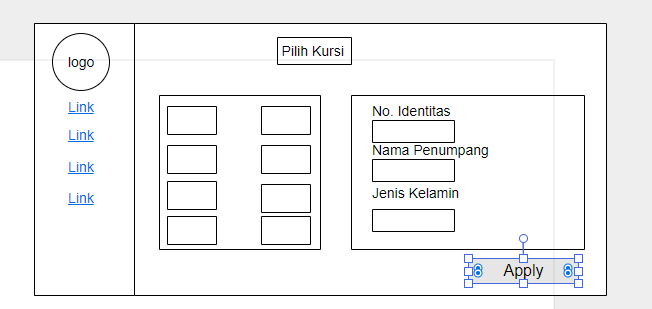 logo
Link
Link
Link
Link
Pilih Kursi
No. Identitas
Nama Penumpang
Jenis Kelamin
Apply